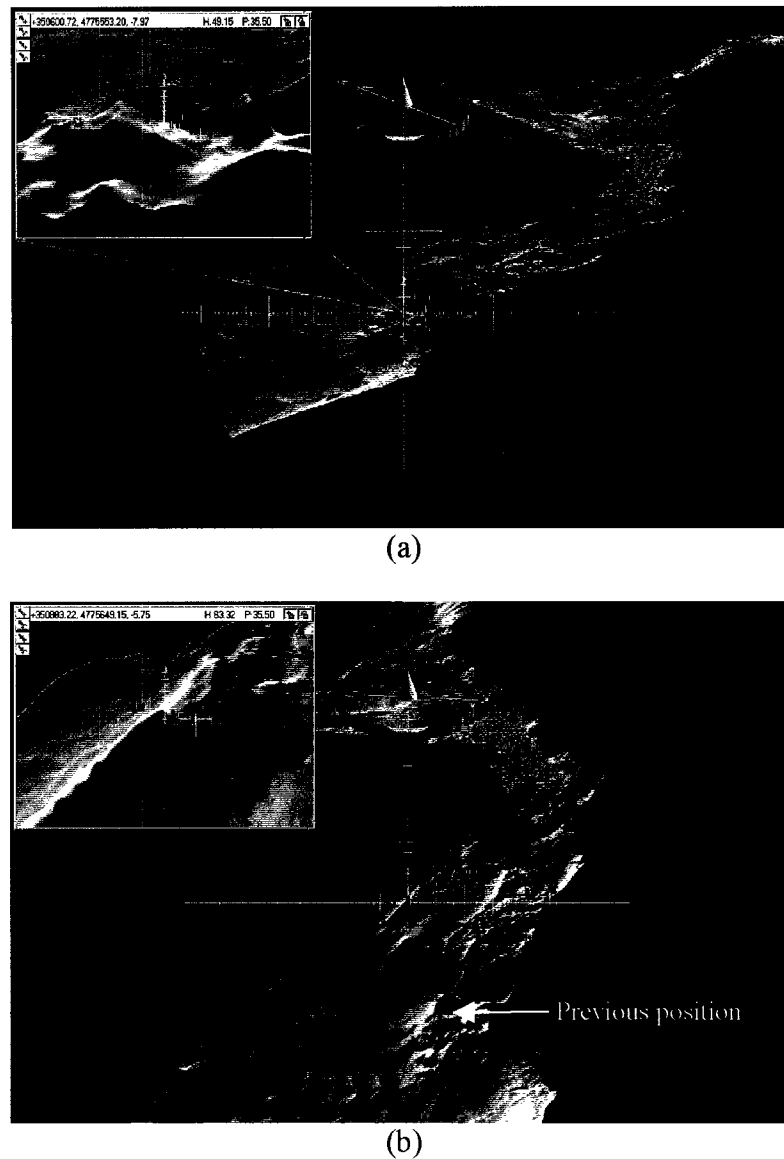 +350600.72, 4775553.20, -7.97 H:49.15 P:35.50
(a)
+350883.22, 4775649.15, -5.75 H:83.32 P:35.50
Previous position
(b)